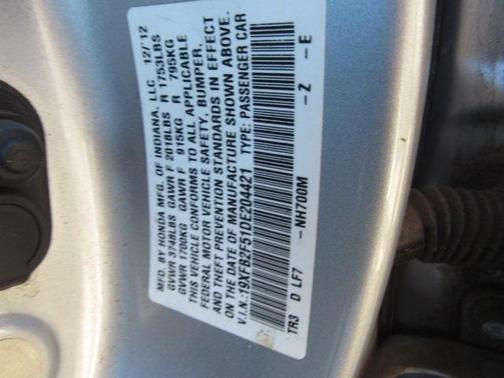 MFD. BY HONDA MFG. OF INDIANA, LLC 12/'12
GVWR 3748LBS GAWR F 2018LBS R 1753LBS
GVWR 1700KG GAWR F 915KG R 795KG
THIS VEHICLE CONFORMS TO ALL APPLICABLE
FEDERAL MOTOR VEHICLE SAFETY, BUMPER,
AND THEFT PREVENTION STANDARDS IN EFFECT
ON THE DATE OF MANUFACTURE SHOWN ABOVE.
V.I.N.: 19XFB2F51DE204421 TYPE: PASSENGER CAR
TR3 D LF7 -NH700M -Z -E